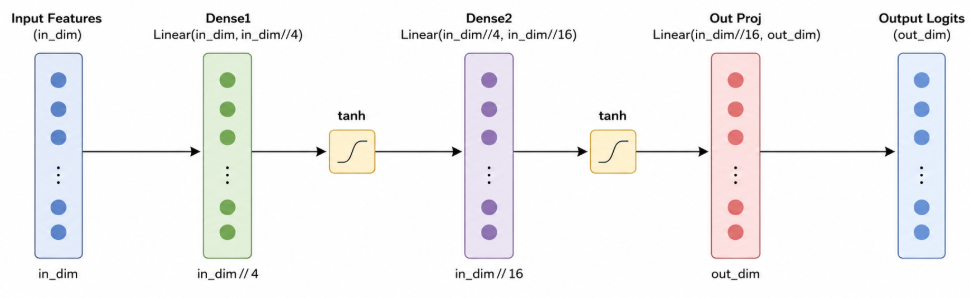 Input Features
(in_dim)
Dense1
Linear(in_dim, in_dim//4)
Dense2
Linear(in_dim//4, in_dim//16)
Out Proj
Linear(in_dim//16, out_dim)
Output Logits
(out_dim)
tanh
tanh
in_dim
in_dim // 4
in_dim // 16
out_dim